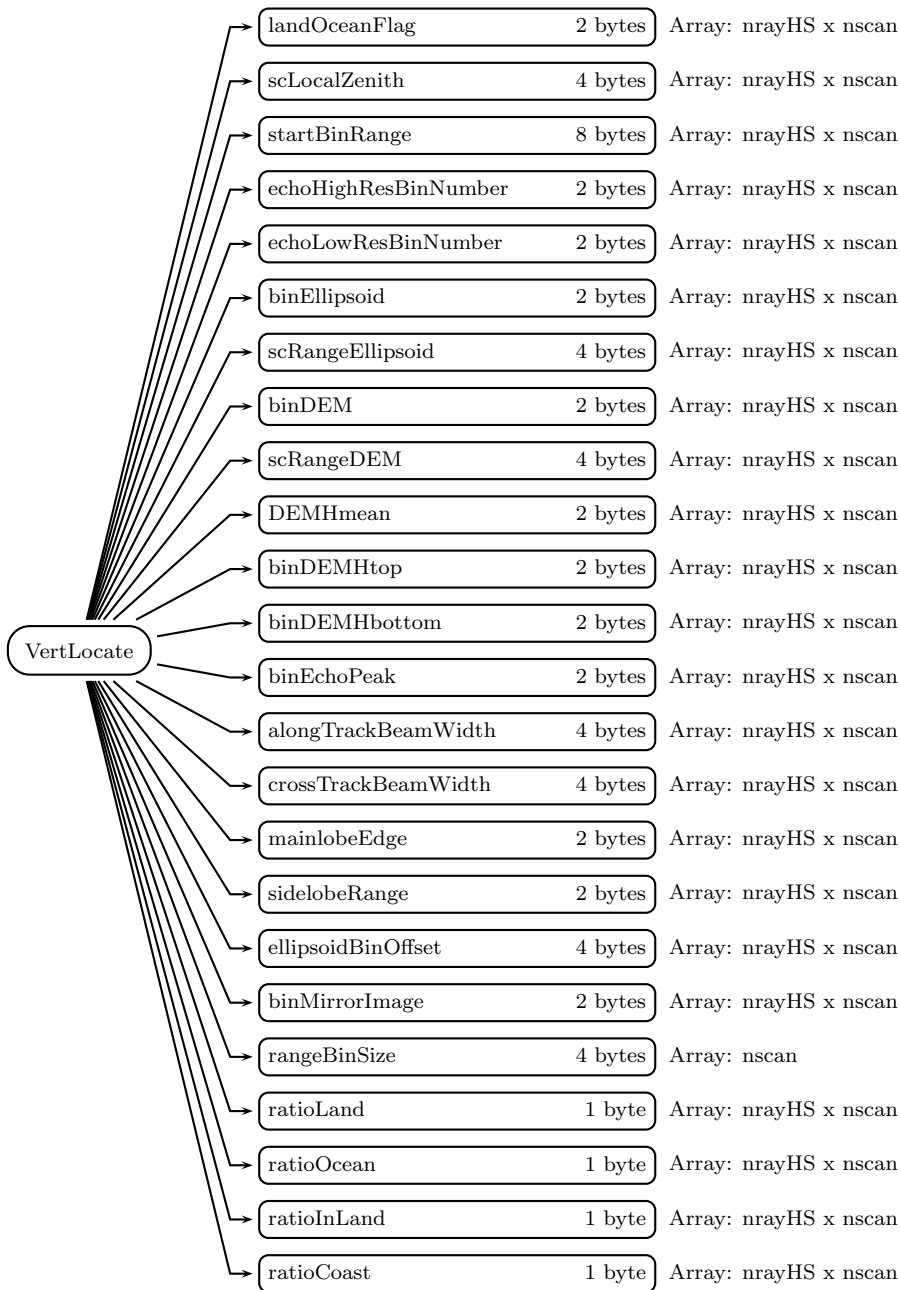 landOceanFlag 2 bytes Array: nrayHS x nscan
scLocalZenith 4 bytes Array: nrayHS x nscan
startBinRange 8 bytes Array: nrayHS x nscan
echoHighResBinNumber 2 bytes Array: nrayHS x nscan
echoLowResBinNumber 2 bytes Array: nrayHS x nscan
binEllipsoid 2 bytes Array: nrayHS x nscan
scRangeEllipsoid 4 bytes Array: nrayHS x nscan
binDEM 2 bytes Array: nrayHS x nscan
scRangeDEM 4 bytes Array: nrayHS x nscan
DEMHmean 2 bytes Array: nrayHS x nscan
binDEMHtop 2 bytes Array: nrayHS x nscan
binDEMHbottom 2 bytes Array: nrayHS x nscan
VertLocate
binEchoPeak 2 bytes Array: nrayHS x nscan
alongTrackBeamWidth 4 bytes Array: nrayHS x nscan
crossTrackBeamWidth 4 bytes Array: nrayHS x nscan
mainlobeEdge 2 bytes Array: nrayHS x nscan
sidelobeRange 2 bytes Array: nrayHS x nscan
ellipsoidBinOffset 4 bytes Array: nrayHS x nscan
binMirrorImage 2 bytes Array: nrayHS x nscan
rangeBinSize 4 bytes Array: nscan
ratioLand 1 byte Array: nrayHS x nscan
ratioOcean 1 byte Array: nrayHS x nscan
ratioInLand 1 byte Array: nrayHS x nscan
ratioCoast 1 byte Array: nrayHS x nscan